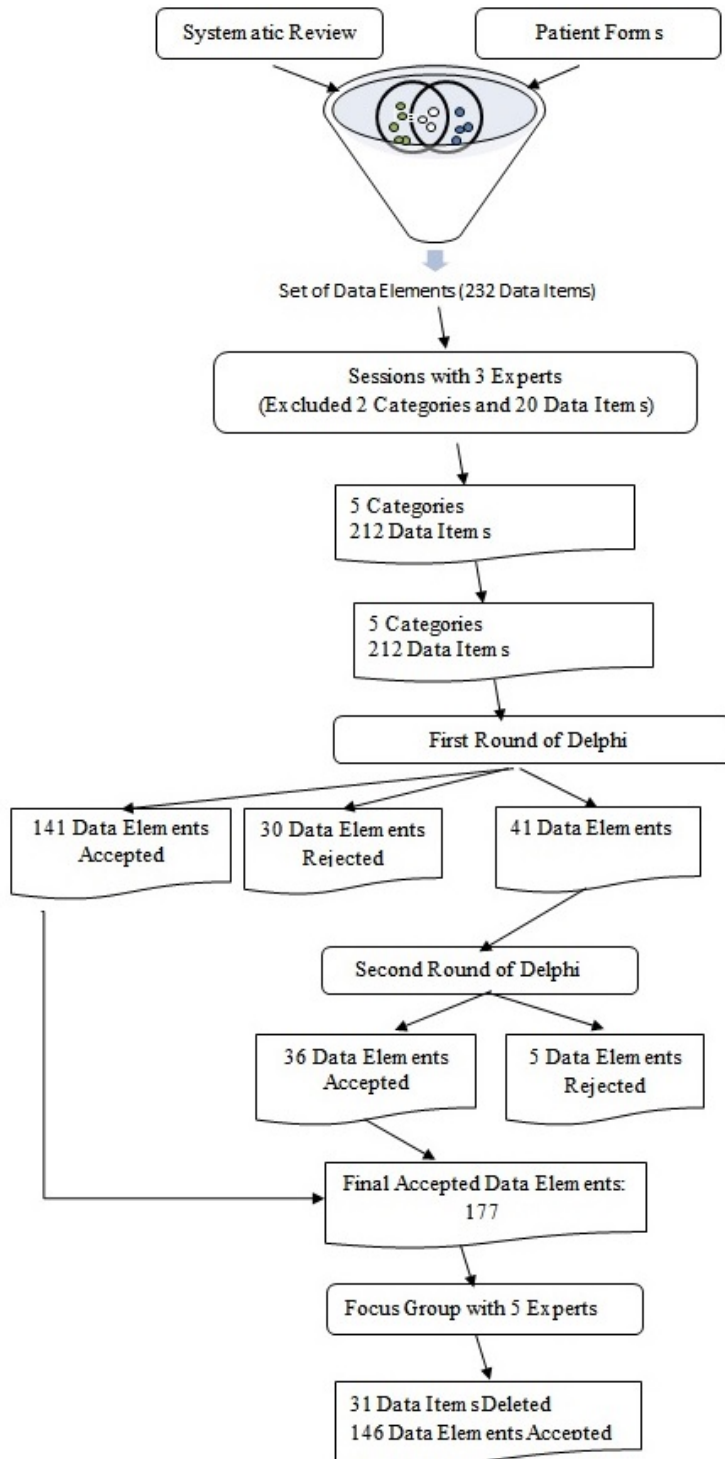 Systematic Review
Patient Forms
Set of Data Elements (232 Data Items)
Sessions with 3 Experts
(Excluded 2 Categories and 20 Data Items)
5 Categories
212 Data Items
5 Categories
212 Data Items
First Round of Delphi
141 Data Elements
Accepted
30 Data Elements
Rejected
41 Data Elements
Second Round of Delphi
36 Data Elements
Accepted
5 Data Elements
Rejected
Final Accepted Data Elements:
177
Focus Group with 5 Experts
31 Data Items Deleted
146 Data Elements Accepted